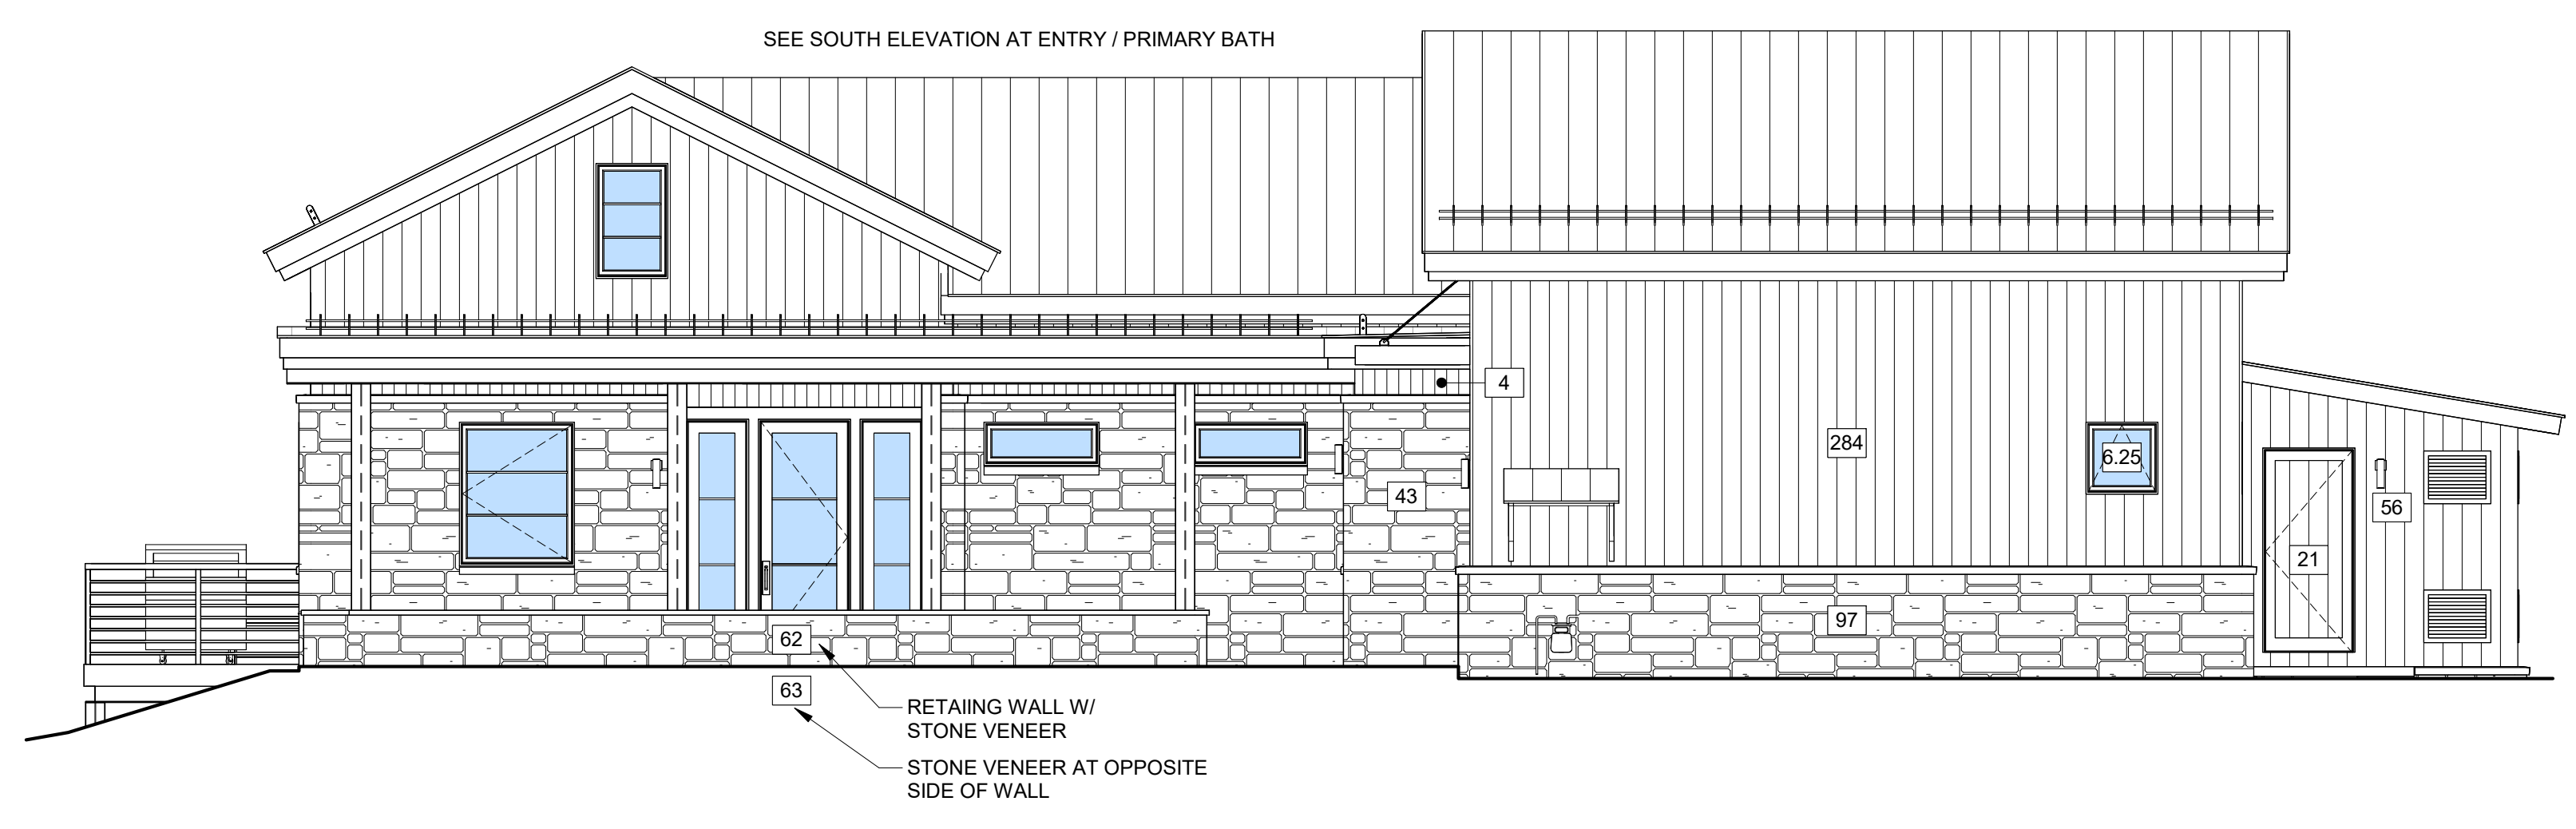 SEE SOUTH ELEVATION AT ENTRY / PRIMARY BATH
4
284
6.25
43
56
21
97
62
63
RETAIING WALL W/
STONE VENEER
STONE VENEER AT OPPOSITE
SIDE OF WALL